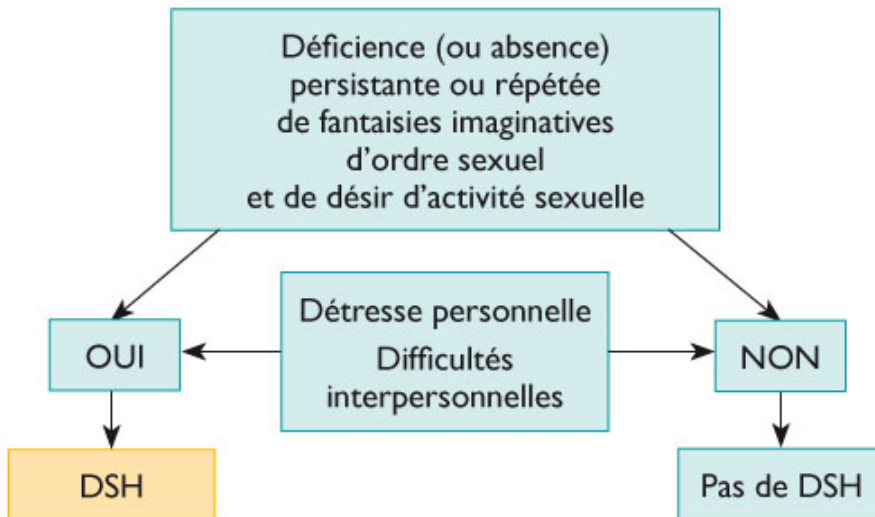 Déficience (ou absence)
persistante ou répétée
de fantaisies imaginatives
d'ordre sexuel
et de désir d'activité sexuelle
Détresse personnelle
Difficultés
interpersonnelles
OUI
NON
DSH
Pas de DSH